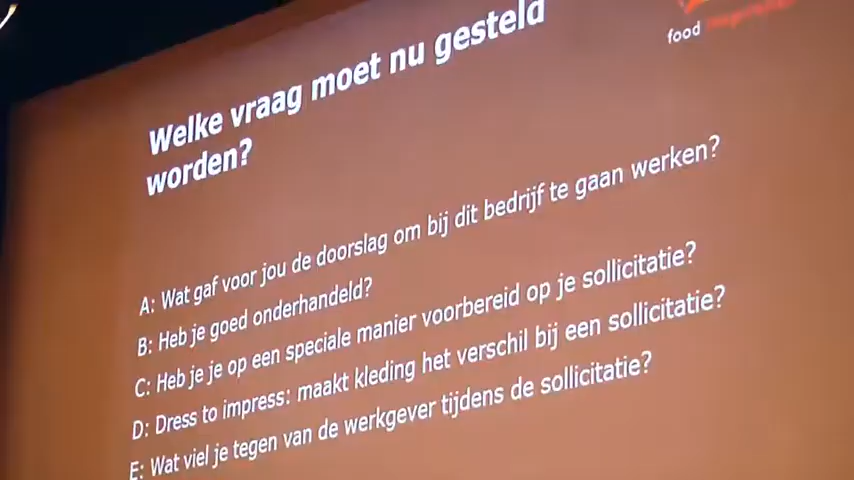 Welke vraag moet nu gesteld
worden?
food
A: Wat gaf voor jou de doorslag om bij dit bedrijf te gaan werken?
B: Heb je goed onderhandeld?
C: Heb je je op een speciale manier voorbereid op je sollicitatie?
D: Dress to impress: maakt kleding het verschil bij een sollicitatie?
E: Wat viel je tegen van de werkgever tijdens de sollicitatie?